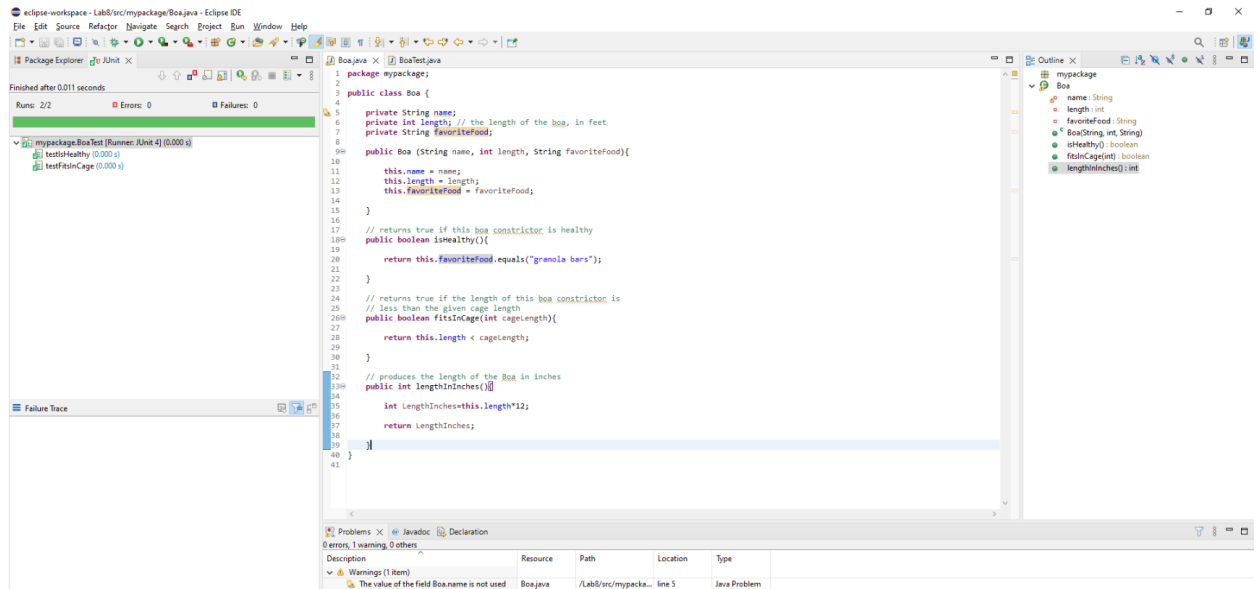 eclipse-workspace - Lab8/src/mypackage/Boa.java - Eclipse IDE
File Edit Source Refactor Navigate Search Project Run Window Help
Package Explorer JUnit
Finished after 0.011 seconds
Runs: 2/2 Errors: 0 Failures: 0
mypackage.BoaTest [Runner: JUnit 4] (0.000 s)
testIsHealthy (0.000 s)
testFitsInCage (0.000 s)
Failure Trace
Boa.java BoaTest.java
1 package mypackage;
2
3 public class Boa {
4
5 private String name;
6 private int length; // the length of the boa, in feet
7 private String favoriteFood;
8
9 public Boa (String name, int length, String favoriteFood){
10
11 this.name = name;
12 this.length = length;
13 this.favoriteFood = favoriteFood;
14
15 }
16
17 // returns true if this boa constrictor is healthy
18 public boolean isHealthy(){
19
20 return this.favoriteFood.equals("granola bars");
21
22 }
23
24 // returns true if the length of this boa constrictor is
25 // less than the given cage length
26 public boolean fitsInCage(int cageLength){
27
28 return this.length < cageLength;
29
30 }
31
32 // produces the length of the Boa in inches
33 public int lengthInInches(){
34
35 int LengthInches=this.length*12;
36
37 return LengthInches;
38
39 }
40 }
41
Outline
mypackage
Boa
name : String
length : int
favoriteFood : String
Boa(String, int, String)
isHealthy() : boolean
fitsInCage(int) : boolean
lengthInInches() : int
Problems Javadoc Declaration
0 errors, 1 warning, 0 others
Description Resource Path Location Type
Warnings (1 item)
The value of the field Boa.name is not used Boa.java /Lab8/src/mypacka... line 5 Java Problem